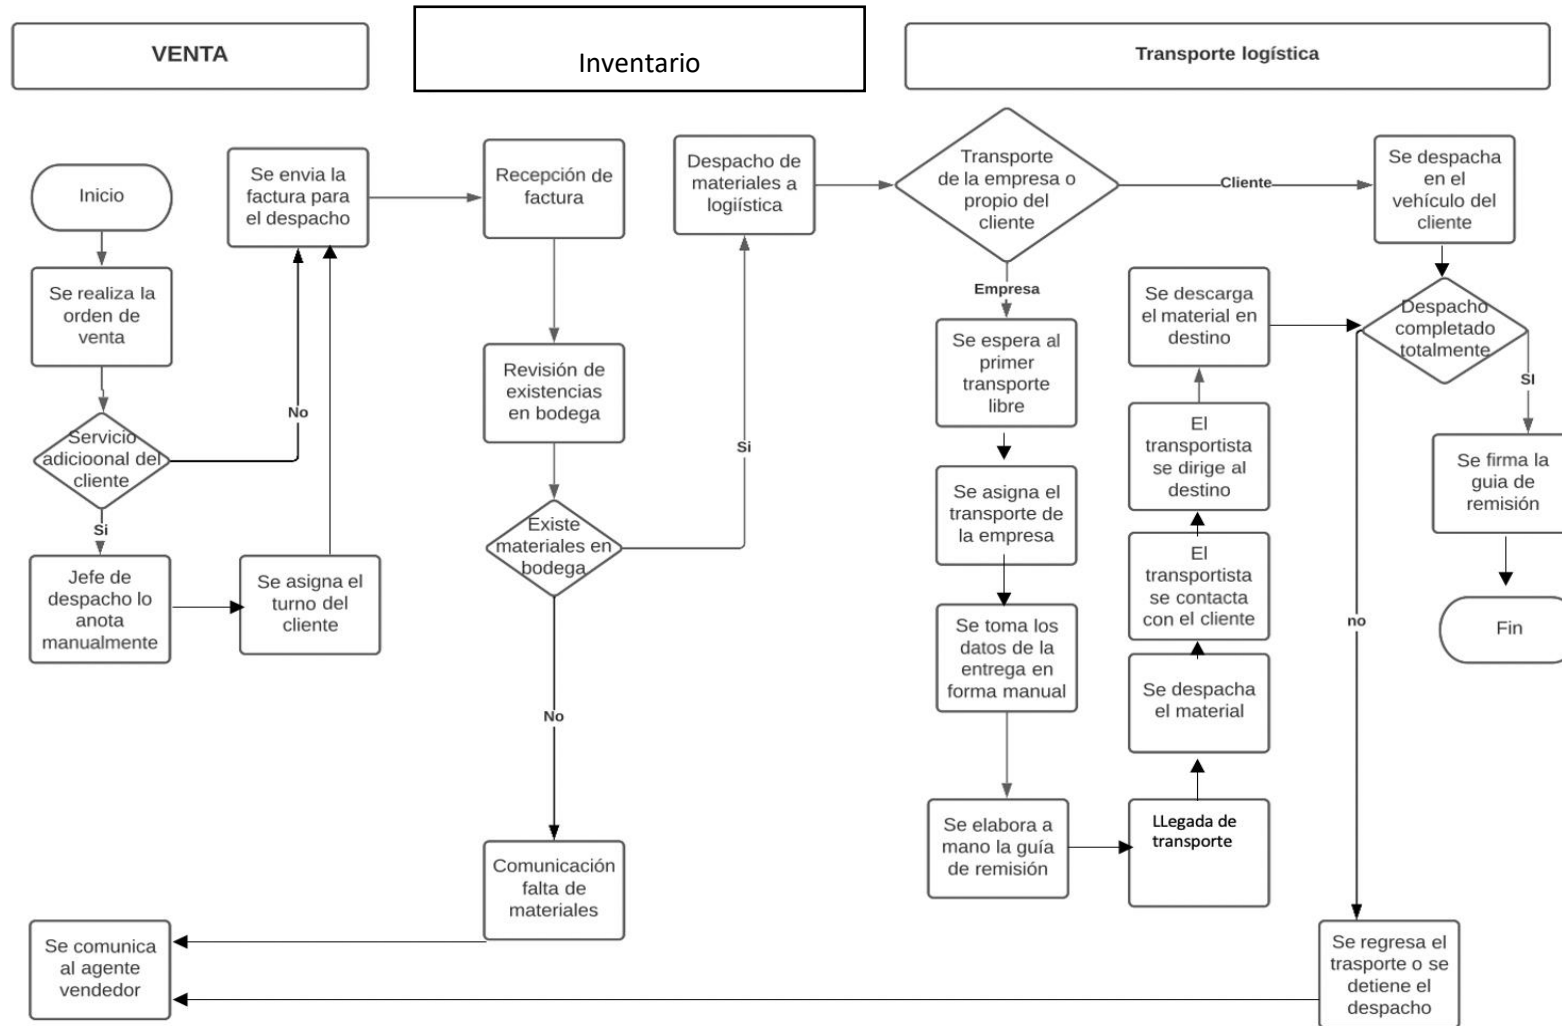 VENTA
Inventario
Transporte logística
Inicio
Se realiza la
orden de
venta
Servicio
adicioonal del
cliente
No
Si
Jefe de
despacho lo
anota
manualmente
Se asigna el
turno del
cliente
Se envia la
factura para
el despacho
Recepción de
factura
Revisión de
existencias
en bodega
Existe
materiales en
bodega
Si
No
Comunicación
falta de
materiales
Se comunica
al agente
vendedor
Despacho de
materiales a
logiística
Transporte
de la empresa o
propio del
cliente
Cliente
Empresa
Se espera al
primer
transporte
libre
Se asigna el
transporte de
la empresa
Se toma los
datos de la
entrega en
forma manual
Se elabora a
mano la guía
de remisión
LLegada de
transporte
Se despacha
el material
El
transportista
se contacta
con el cliente
El
transportista
se dirige al
destino
Se descarga
el material en
destino
Se despacha
en el
vehículo del
cliente
Despacho
completado
totalmente
SI
no
Se firma la
guia de
remisión
Fin
Se regresa el
trasporte o se
detiene el
despacho